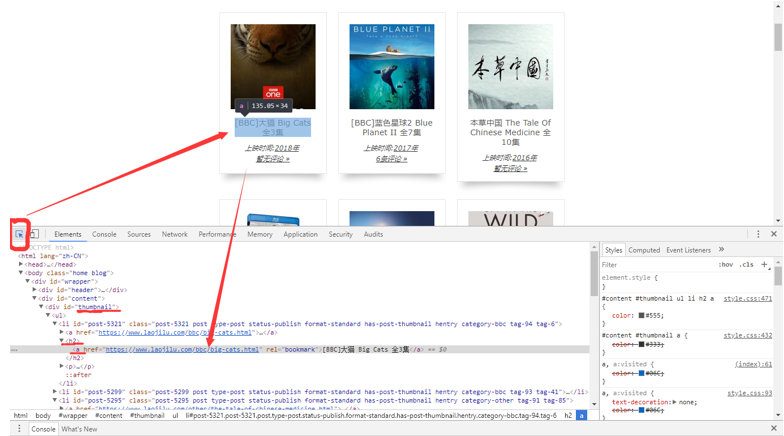 BLUE PLANET II
TAKE A DEEP BREATH
本草中国
BBC
one
a | 135.05 × 34
[BBC]大猫 Big Cats
全3集
[BBC]蓝色星球2 Blue
Planet II 全7集
本草中国 The Tale Of
Chinese Medicine 全
10集
上映时间:2018年
暂无评论 »
上映时间:2017年
6条评论 »
上映时间:2016年
暂无评论 »
WILD
Elements Console Sources Network Performance Memory Application Security Audits
<!DOCTYPE html>
<html lang="zh-CN">
▶<head>…</head>
▼<body class="home blog">
▼<div id="wrapper">
▶<div id="header">…</div>
▼<div id="content">
▼<div id="thumbnail">
▼<ul>
▼<li id="post-5321" class="post-5321 post type-post status-publish format-standard has-post-thumbnail hentry category-bbc tag-94 tag-6">
▶<a href="https://www.laojilu.com/bbc/big-cats.html">…</a>
▼<h2>
<a href="https://www.laojilu.com/bbc/big-cats.html" rel="bookmark">[BBC]大猫 Big Cats 全3集</a> == $0
</h2>
▶<p>…</p>
::after
</li>
▶<li id="post-5299" class="post-5299 post type-post status-publish format-standard has-post-thumbnail hentry category-bbc tag-93 tag-41">…</li>
▼<li id="post-5295" class="post-5295 post type-post status-publish format-standard has-post-thumbnail hentry category-other tag-91 tag-85">
▶<a href="https://www.laojilu.com/other/the-tale-of-chinese-medicine.html">…</a>
html body #wrapper #content #thumbnail ul li#post-5321.post-5321.post.type-post.status-publish.format-standard.has-post-thumbnail.hentry.category-bbc.tag-94.tag-6 h2 a
Console What's New
Styles Computed Event Listeners »
Filter :hov .cls +
element.style {
}
#content #thumbnail ul li h2 a style.css:471
{
color: #555;
}
#content #thumbnail a { style.css:432
color: #333;
}
a, a:visited { (index):61
color: #06C;
}
a, a:visited { style.css:93
text-decoration:▶ none;
color: #06C;